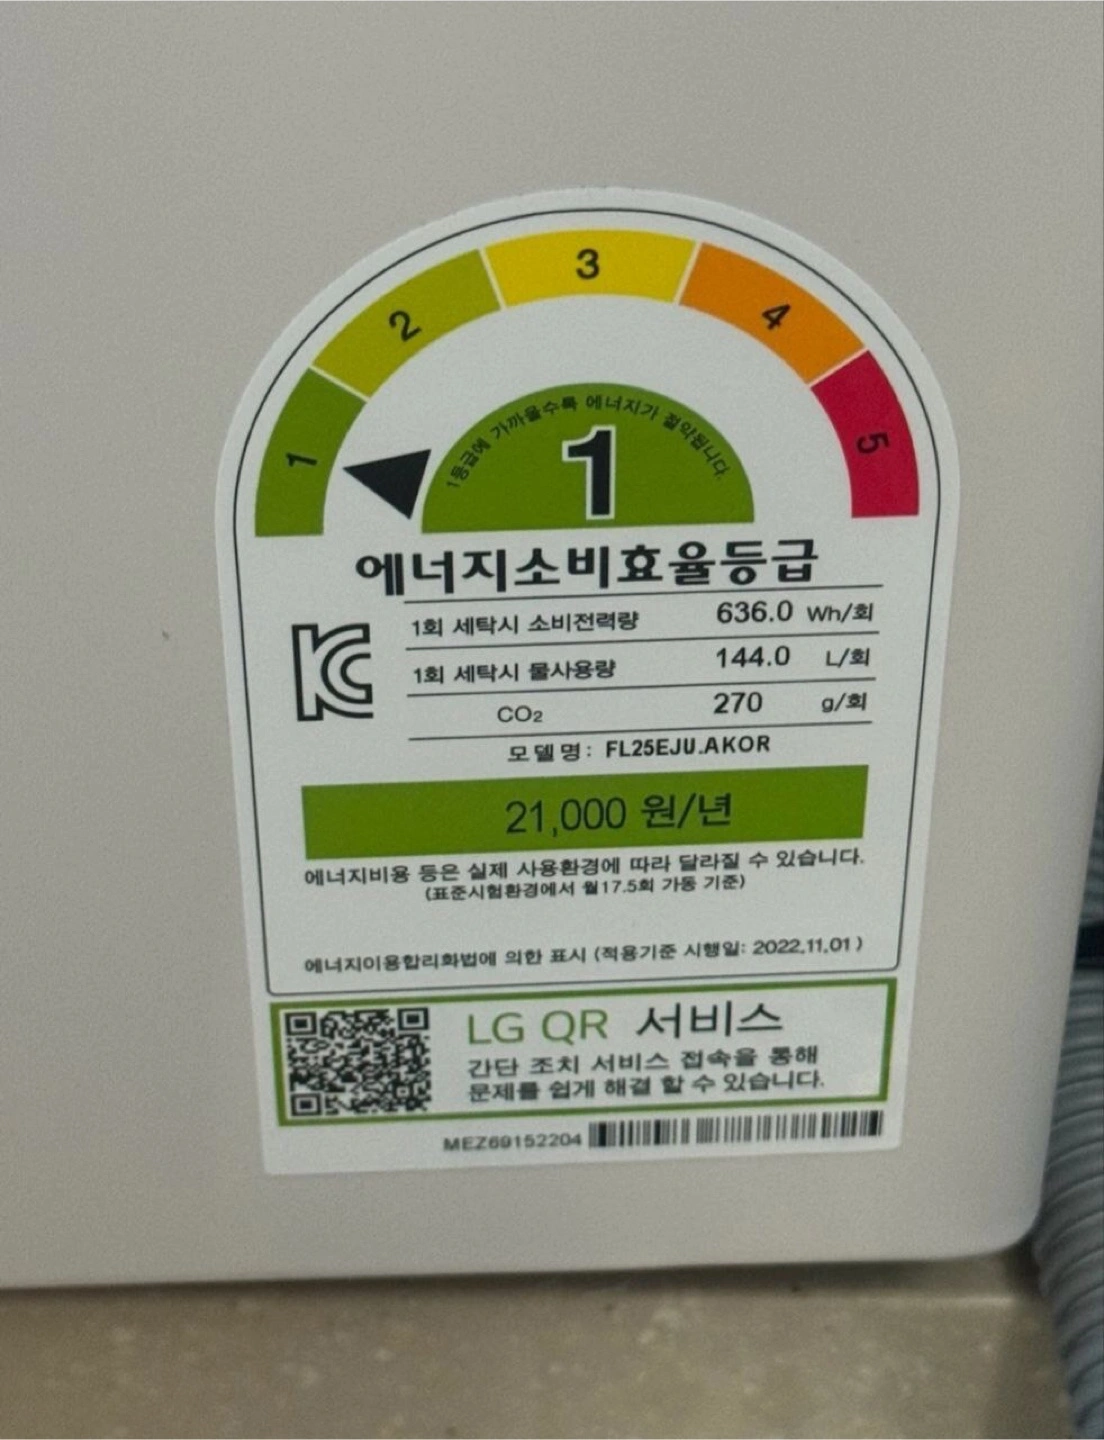 1 2 3 4 5
1등급에 가까울수록 에너지가 절약됩니다.
1
에너지소비효율등급
1회 세탁시 소비전력량 636.0 Wh/회
1회 세탁시 물사용량 144.0 L/회
CO₂ 270 g/회
모델명: FL25EJU.AKOR
21,000 원/년
에너지비용 등은 실제 사용환경에 따라 달라질 수 있습니다.
(표준시험환경에서 월17.5회 가동 기준)
에너지이용합리화법에 의한 표시 (적용기준 시행일: 2022.11.01)
LG QR 서비스
간단 조치 서비스 접속을 통해
문제를 쉽게 해결 할 수 있습니다.
MEZ69152204